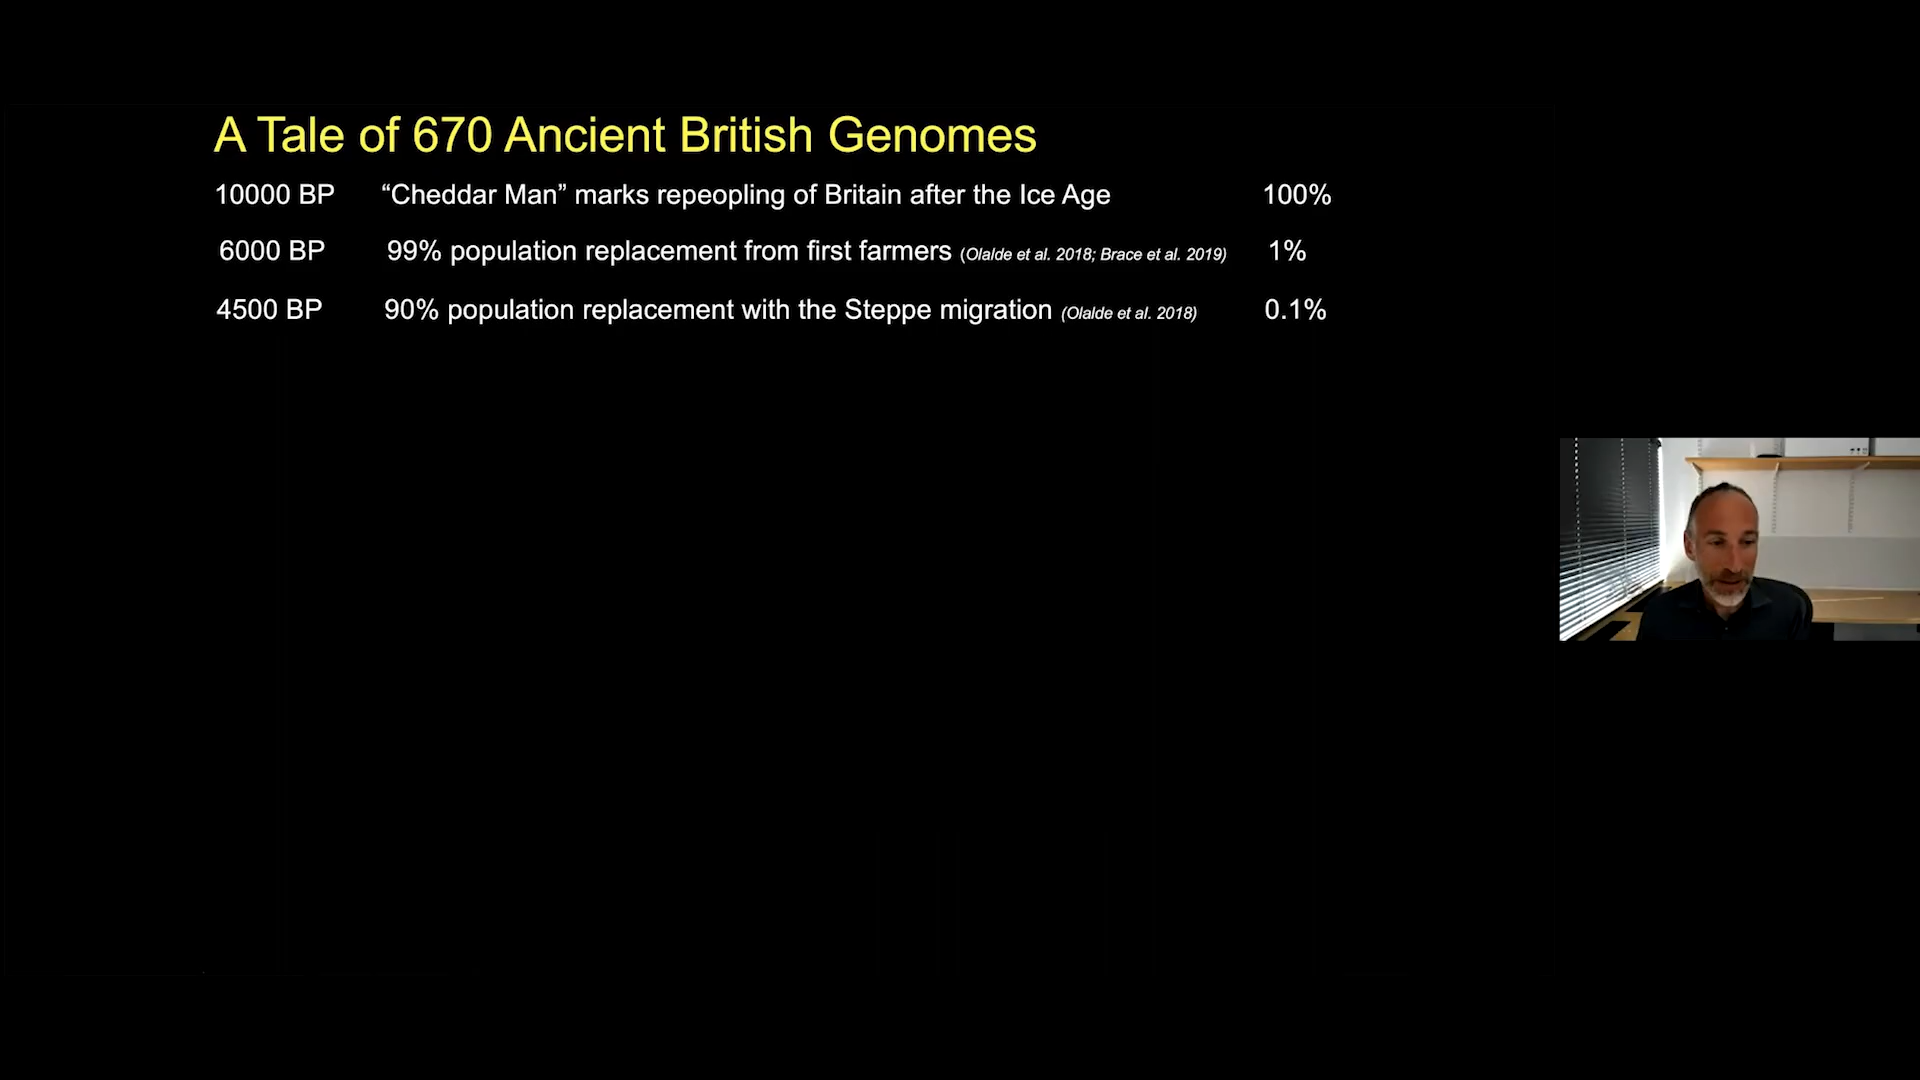 A Tale of 670 Ancient British Genomes
10000 BP “Cheddar Man” marks repeopling of Britain after the Ice Age 100%
6000 BP 99% population replacement from first farmers (Olalde et al. 2018; Brace et al. 2019) 1%
4500 BP 90% population replacement with the Steppe migration (Olalde et al. 2018) 0.1%